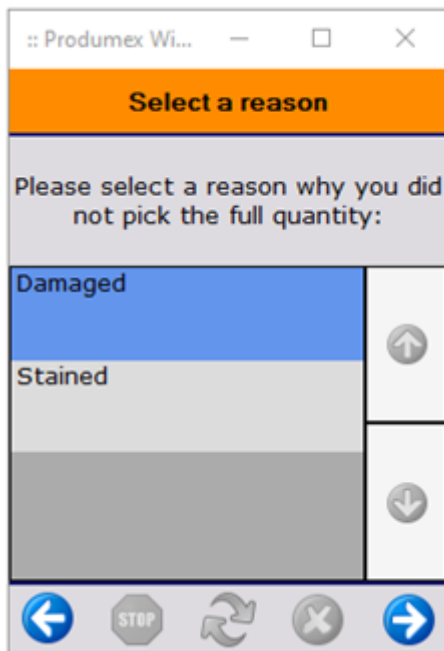 :: Produmex Wi...
Select a reason
Please select a reason why you did
not pick the full quantity:
Damaged
Stained
STOP